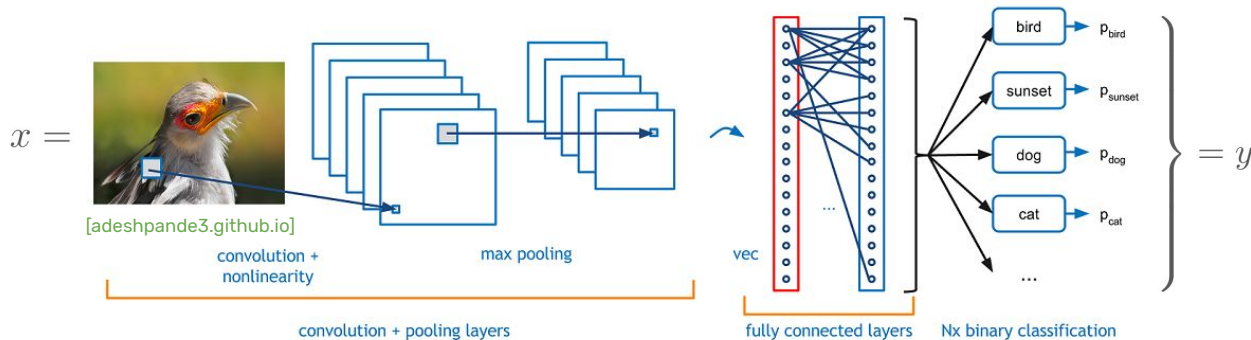 x =
[adeshpande3.github.io]
convolution +
nonlinearity
max pooling
convolution + pooling layers
vec
...
fully connected layers
bird
p_bird
sunset
p_sunset
dog
p_dog
cat
p_cat
...
Nx binary classification
= y